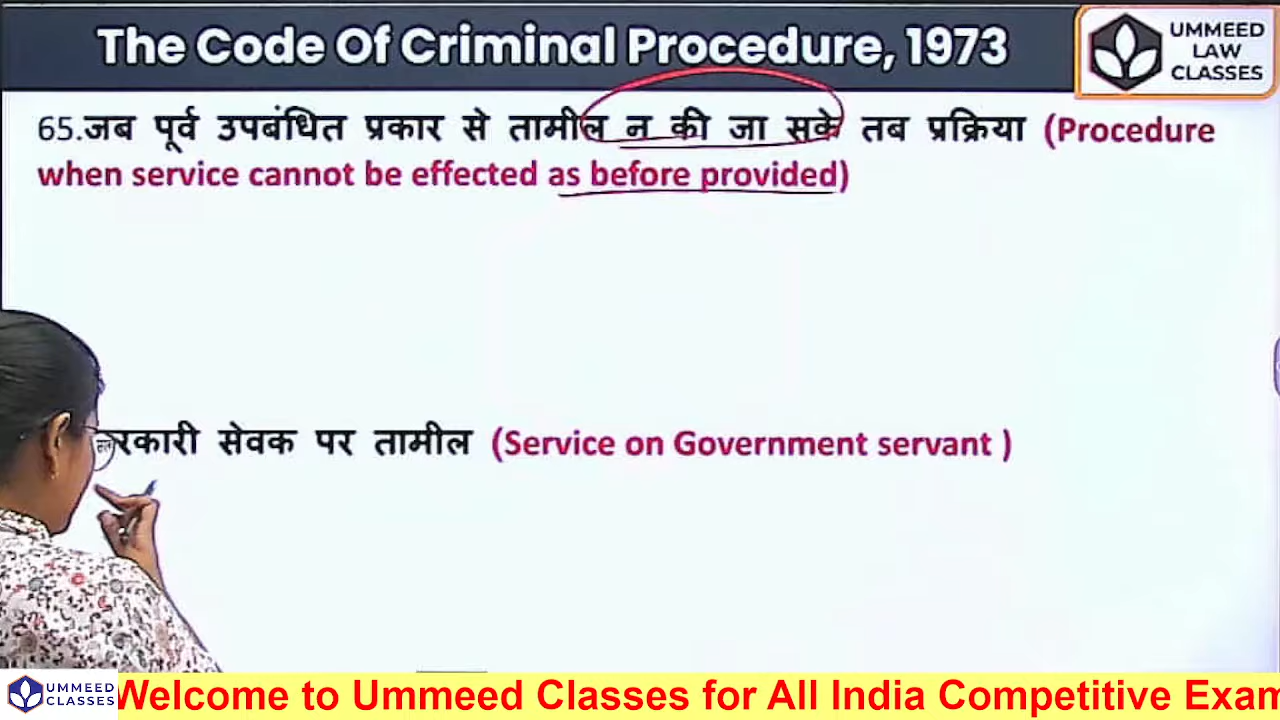 The Code Of Criminal Procedure, 1973
UMMEED
LAW
CLASSES
65.जब पूर्व उपबंधित प्रकार से तामील न की जा सके तब प्रक्रिया (Procedure
when service cannot be effected as before provided)
रकारी सेवक पर तामील (Service on Government servant )
UMMEED
CLASSES
Welcome to Ummeed Classes for All India Competitive Exam